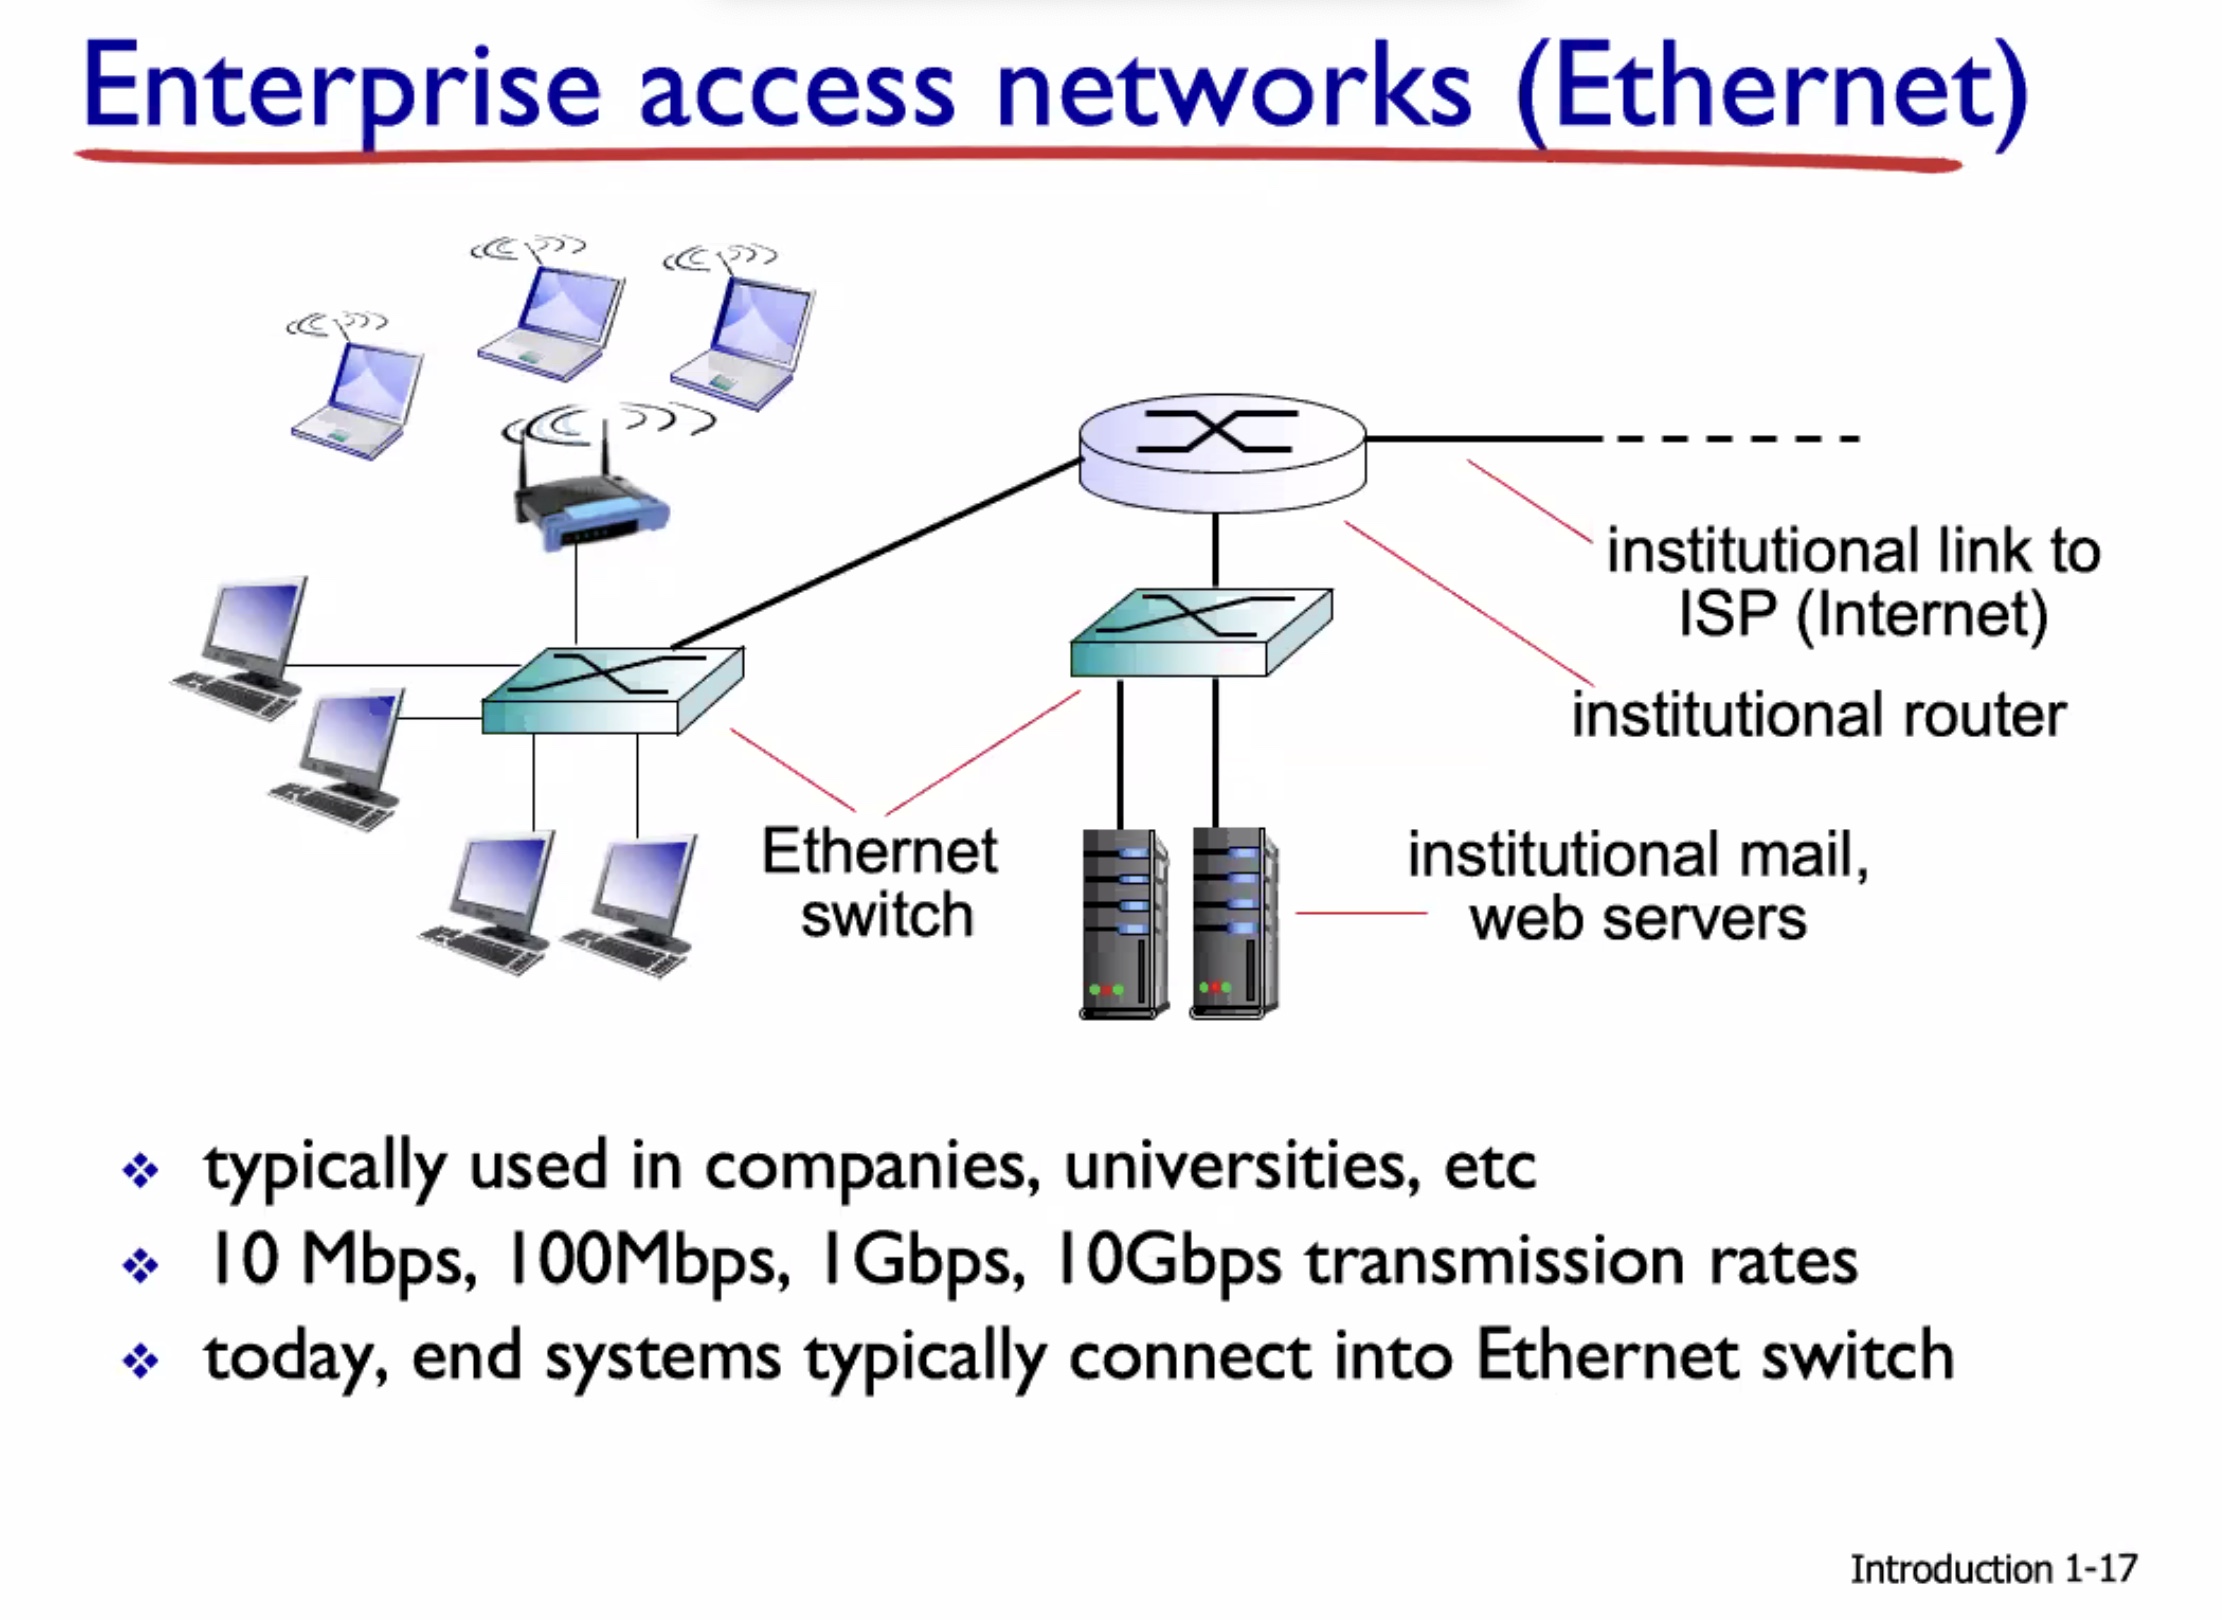 Enterprise access networks (Ethernet)
institutional link to
ISP (Internet)
institutional router
Ethernet
switch
institutional mail,
web servers
typically used in companies, universities, etc
10 Mbps, 100Mbps, 1Gbps, 10Gbps transmission rates
today, end systems typically connect into Ethernet switch
Introduction 1-17